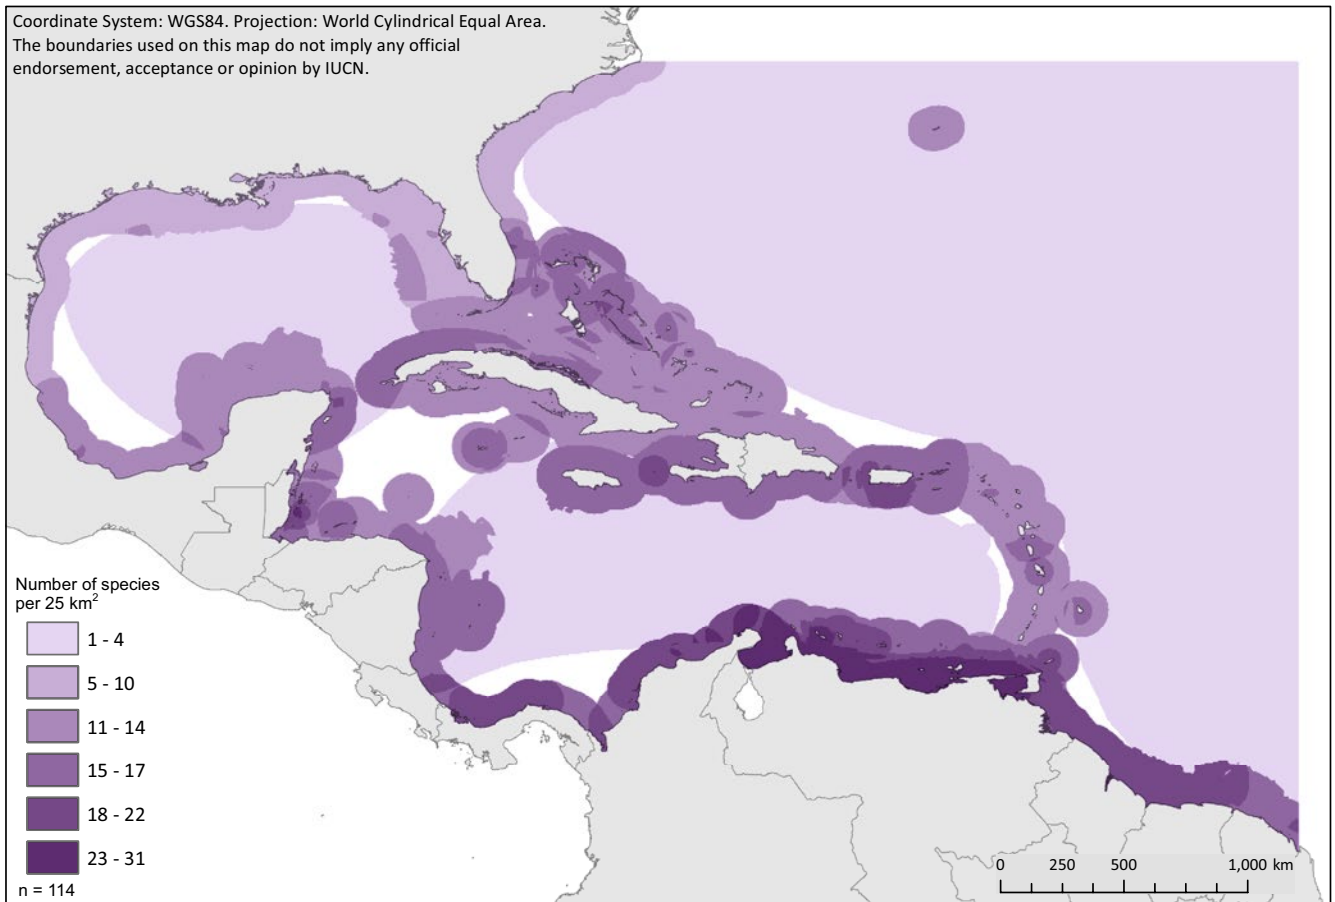 Coordinate System: WGS84. Projection: World Cylindrical Equal Area.
The boundaries used on this map do not imply any official
endorsement, acceptance or opinion by IUCN.
Number of species
per 25 km²
1 - 4
5 - 10
11 - 14
15 - 17
18 - 22
23 - 31
n = 114
0 250 500 1,000 km